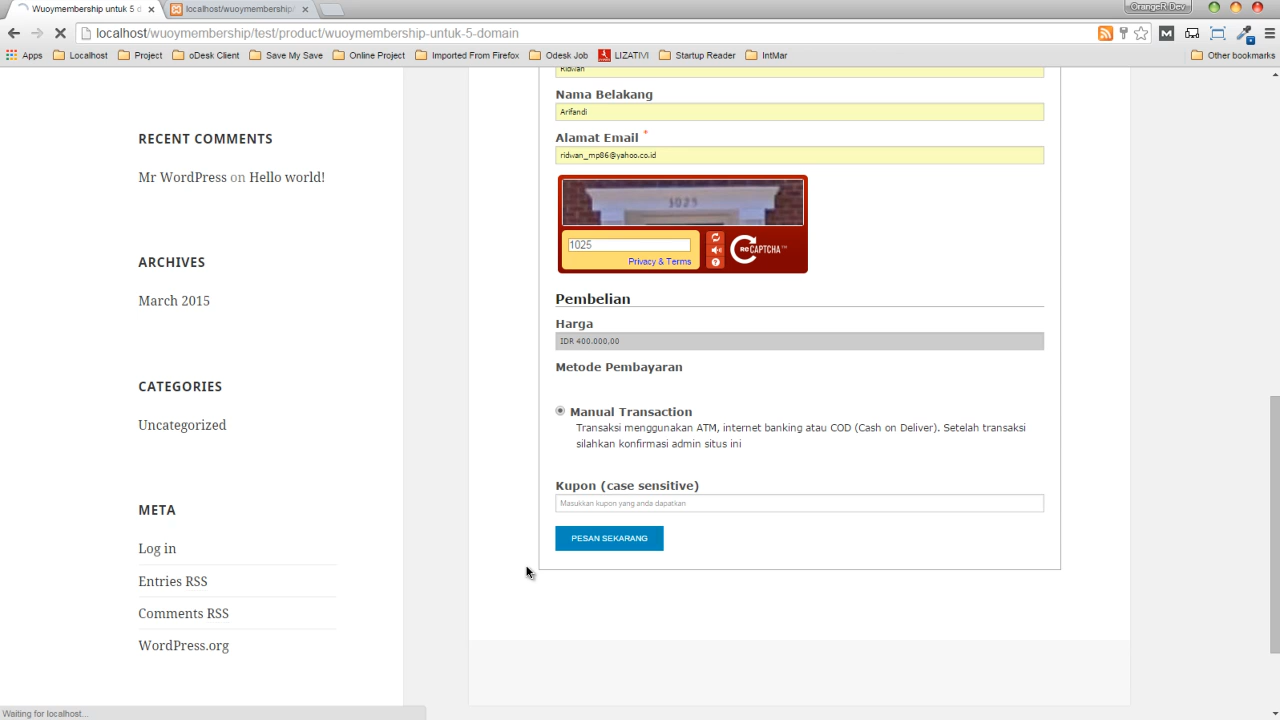 Wuoymembership untuk 5 d
localhost/wuoymembership
OrangeR Dev
localhost/wuoymembership/test/product/wuoymembership-untuk-5-domain
Apps
Localhost
Project
oDesk Client
Save My Save
Online Project
Imported From Firefox
Odesk Job
LIZATIVI
Startup Reader
IntMar
Other bookmarks
RECENT COMMENTS
Mr WordPress on Hello world!
ARCHIVES
March 2015
CATEGORIES
Uncategorized
META
Log in
Entries RSS
Comments RSS
WordPress.org
Ridwan
Nama Belakang
Arifandi
Alamat Email *
ridwan_mp86@yahoo.co.id
1025
Privacy & Terms
reCAPTCHA™
Pembelian
Harga
IDR 400.000,00
Metode Pembayaran
Manual Transaction
Transaksi menggunakan ATM, internet banking atau COD (Cash on Deliver). Setelah transaksi
silahkan konfirmasi admin situs ini
Kupon (case sensitive)
Masukkan kupon yang anda dapatkan
PESAN SEKARANG
Waiting for localhost...